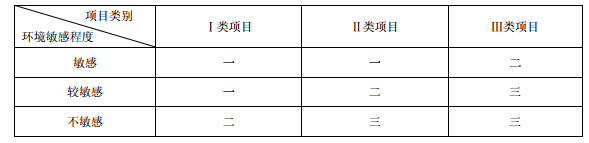 项目类别
环境敏感程度
Ⅰ类项目 Ⅱ类项目 Ⅲ类项目
敏感 一 一 二
较敏感 一 二 三
不敏感 二 三 三